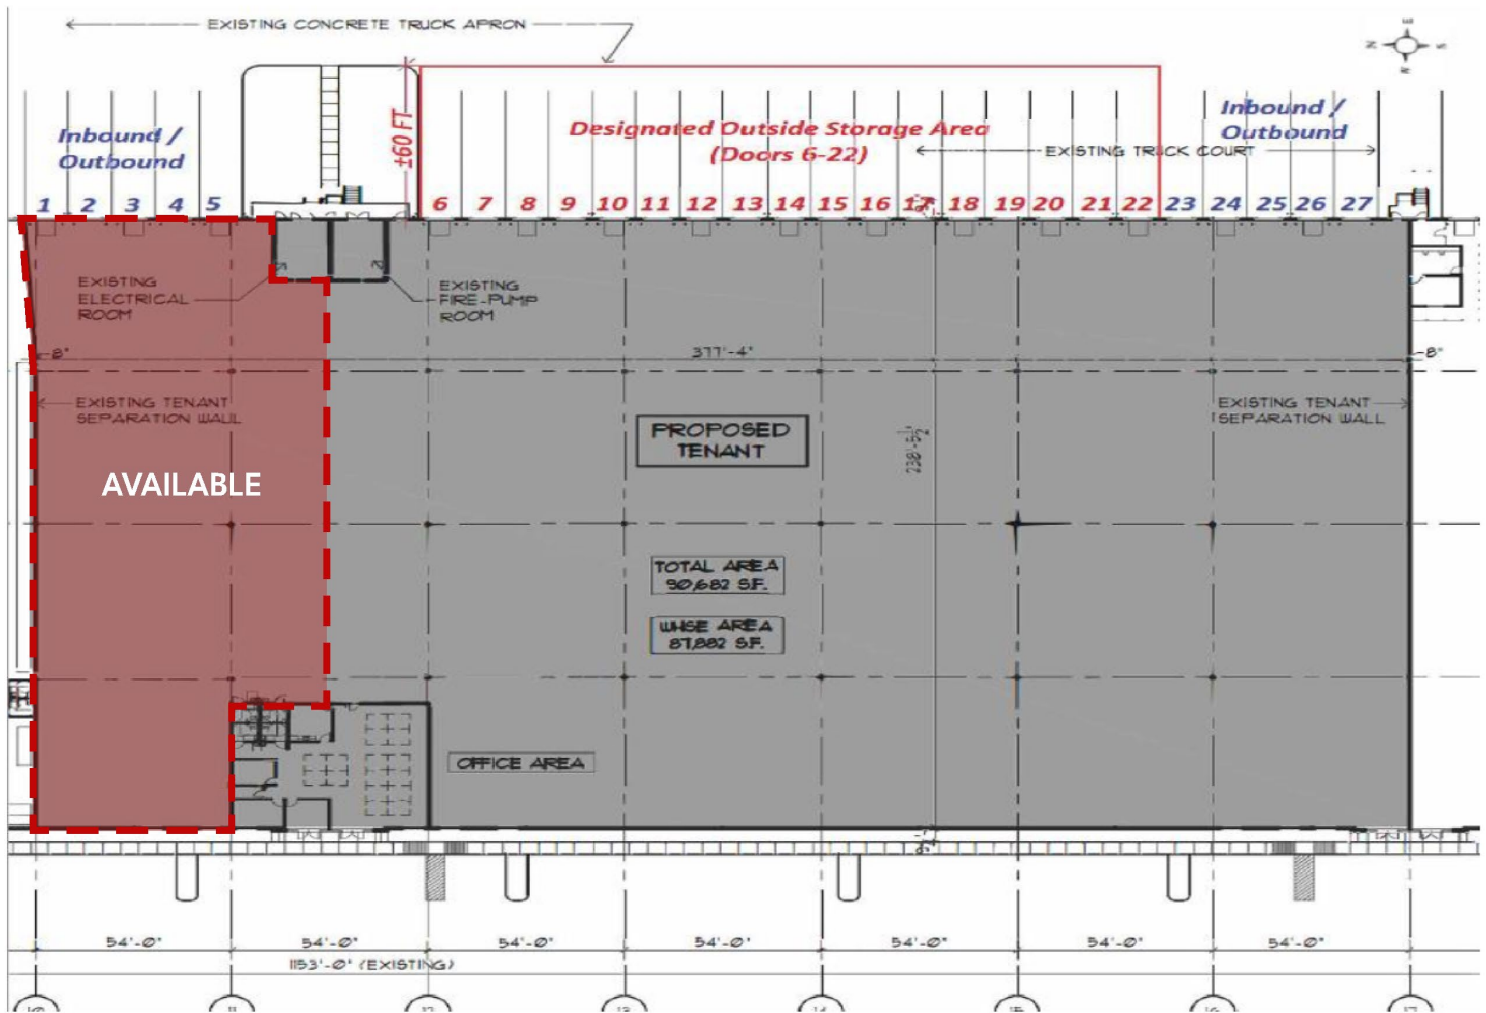 EXISTING CONCRETE TRUCK APRON
E
N
S
Inbound /
Outbound
±60 FT
Designated Outside Storage Area
(Doors 6-22)
Inbound /
Outbound
EXISTING TRUCK COURT
1 2 3 4 5 6 7 8 9 10 11 12 13 14 15 16 17 18 19 20 21 22 23 24 25 26 27
EXISTING
ELECTRICAL
ROOM
EXISTING
FIRE-PUMP
ROOM
-8"
377'-4"
-8"
EXISTING TENANT
SEPARATION WALL
EXISTING TENANT
SEPARATION WALL
PROPOSED
TENANT
238'-5½"
AVAILABLE
TOTAL AREA
90,682 S.F.
WHSE AREA
87,882 S.F.
OFFICE AREA
54'-0" 54'-0" 54'-0" 54'-0" 54'-0" 54'-0" 54'-0"
1153'-0" (EXISTING)